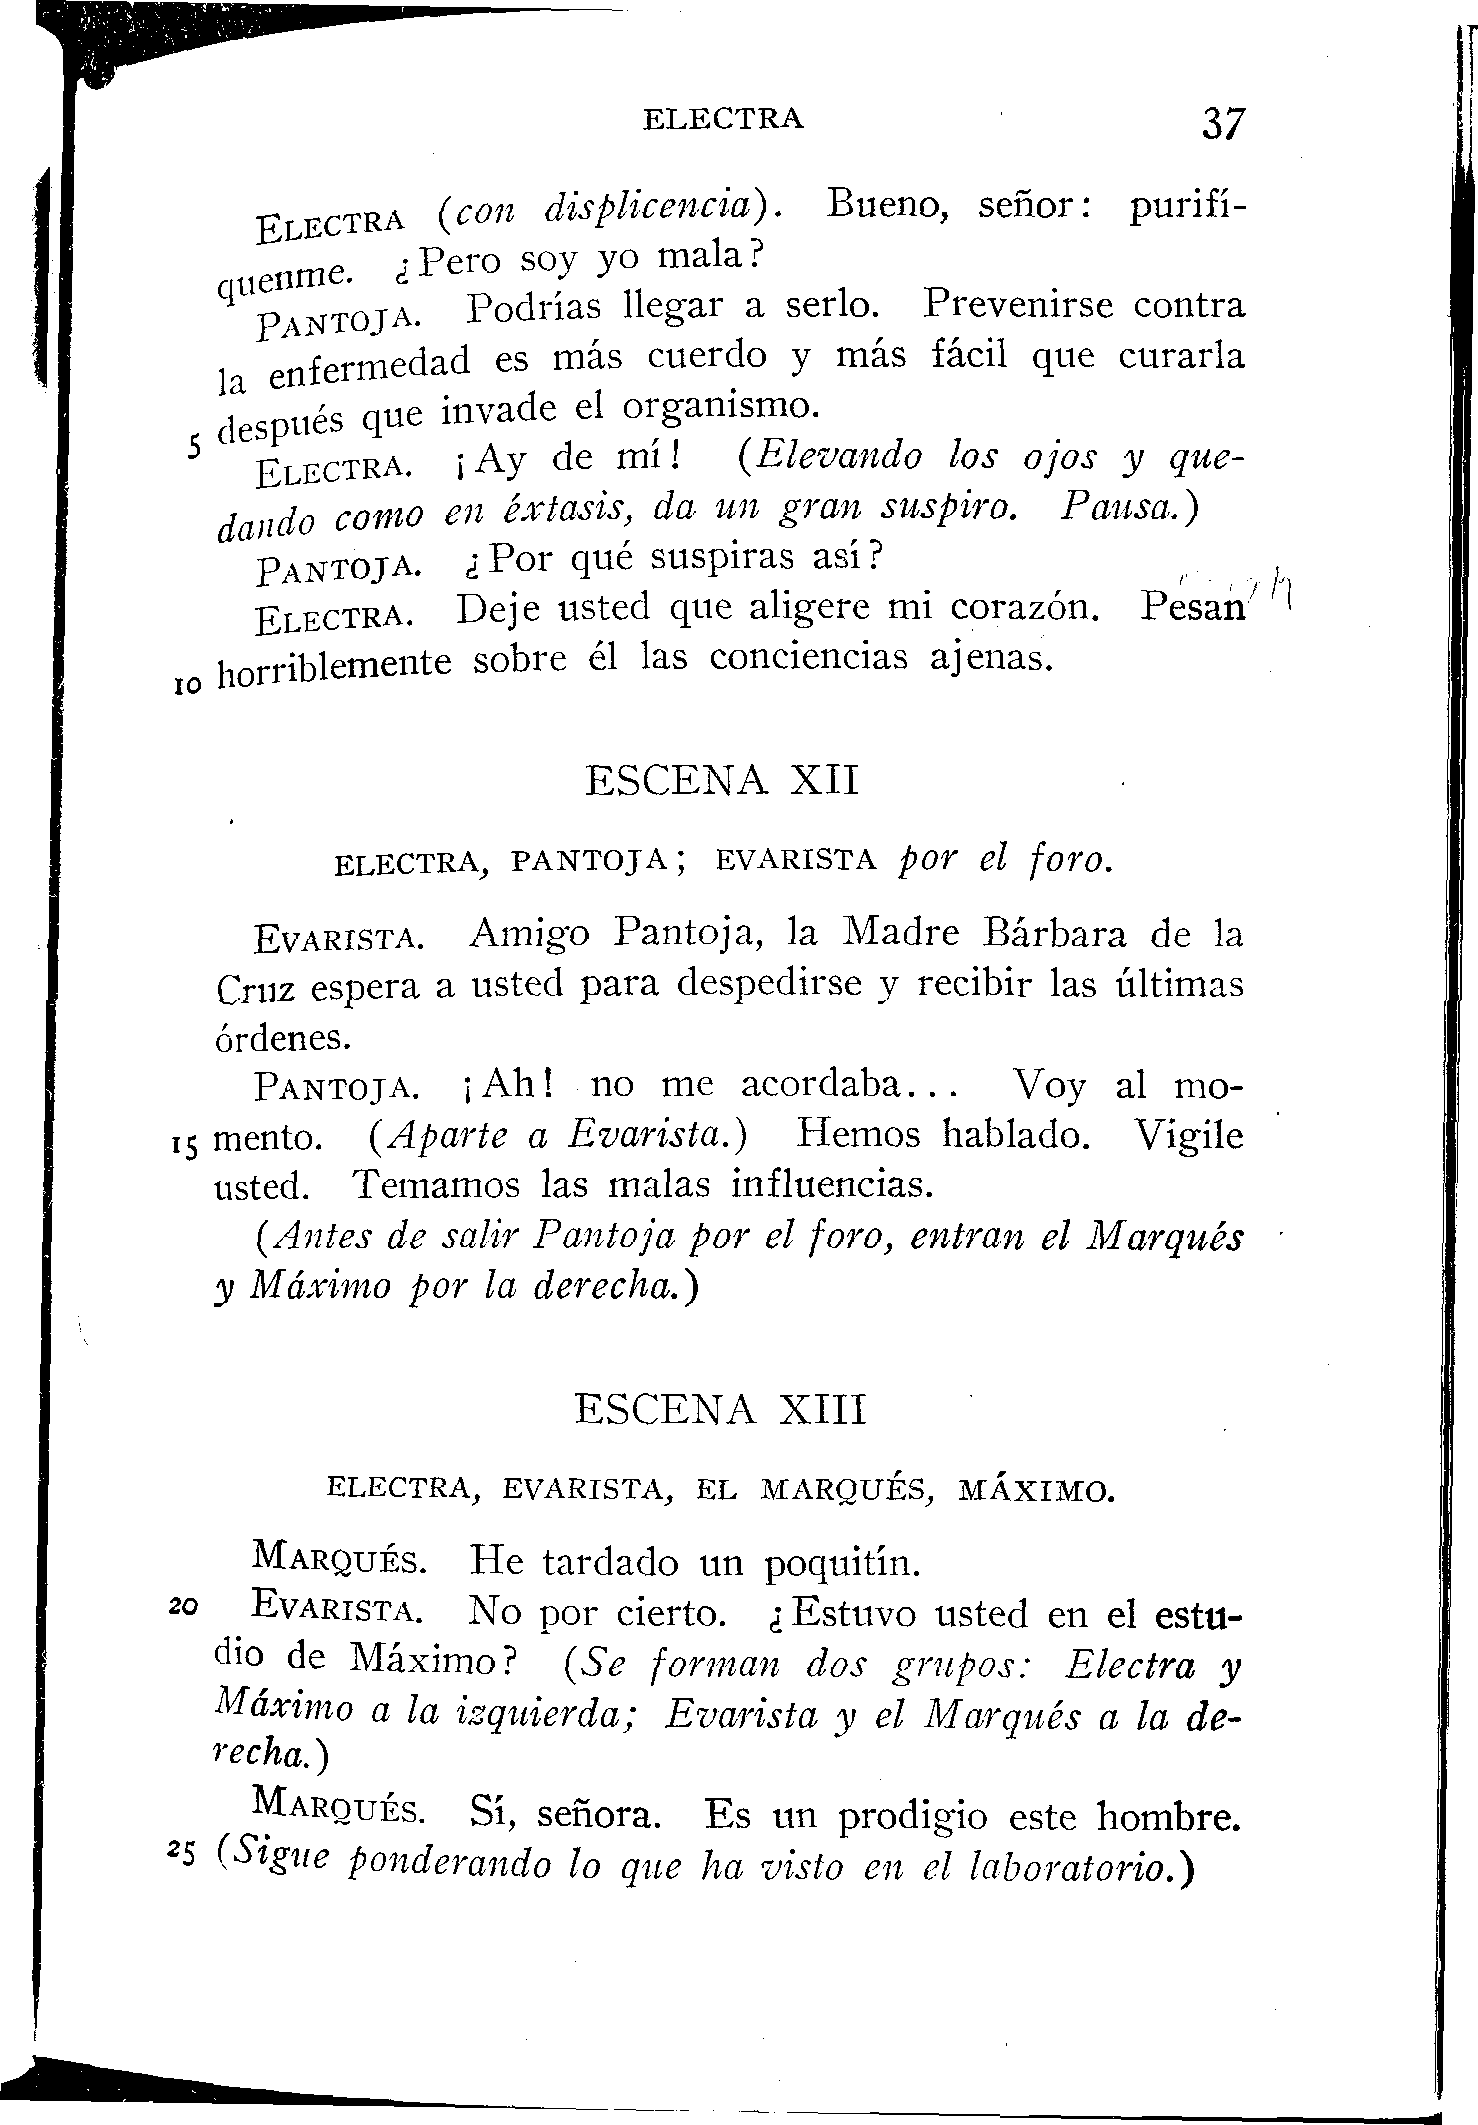 ELECTRA 37
ELECTRA (con displicencia). Bueno, señor: purifí-
quenme. ¿Pero soy yo mala?
PANTOJA. Podrías llegar a serlo. Prevenirse contra
la enfermedad es más cuerdo y más fácil que curarla
5 después que invade el organismo.
ELECTRA. ¡Ay de mí! (Elevando los ojos y que-
dando como en éxtasis, da un gran suspiro. Pausa.)
PANTOJA. ¿Por qué suspiras así?
ELECTRA. Deje usted que aligere mi corazón. Pesan
10 horriblemente sobre él las conciencias ajenas.
ESCENA XII
ELECTRA, PANTOJA; EVARISTA por el foro.
EVARISTA. Amigo Pantoja, la Madre Bárbara de la
Cruz espera a usted para despedirse y recibir las últimas
órdenes.
PANTOJA. ¡Ah! no me acordaba... Voy al mo-
15 mento. (Aparte a Evarista.) Hemos hablado. Vigile
usted. Temamos las malas influencias.
(Antes de salir Pantoja por el foro, entran el Marqués
y Máximo por la derecha.)
ESCENA XIII
ELECTRA, EVARISTA, EL MARQUÉS, MÁXIMO.
MARQUÉS. He tardado un poquitín.
20 EVARISTA. No por cierto. ¿Estuvo usted en el estu-
dio de Máximo? (Se forman dos grupos: Electra y
Máximo a la izquierda; Evarista y el Marqués a la de-
recha.)
MARQUÉS. Sí, señora. Es un prodigio este hombre.
25 (Sigue ponderando lo que ha visto en el laboratorio.)